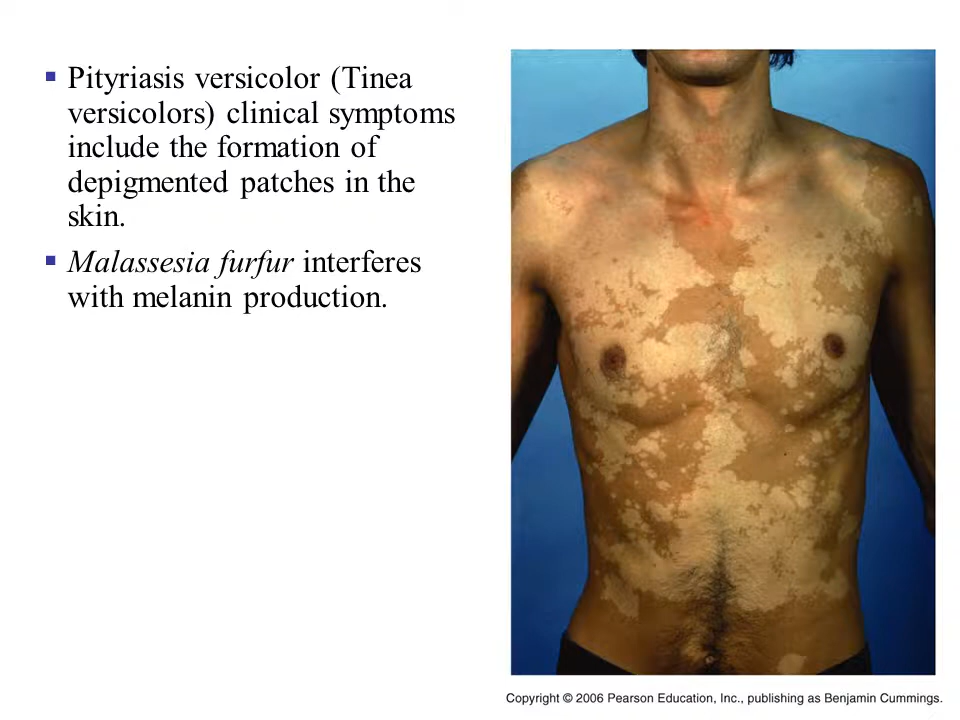 ▪ Pityriasis versicolor (Tinea
versicolors) clinical symptoms
include the formation of
depigmented patches in the
skin.
▪ Malassesia furfur interferes
with melanin production.
Copyright © 2006 Pearson Education, Inc., publishing as Benjamin Cummings.